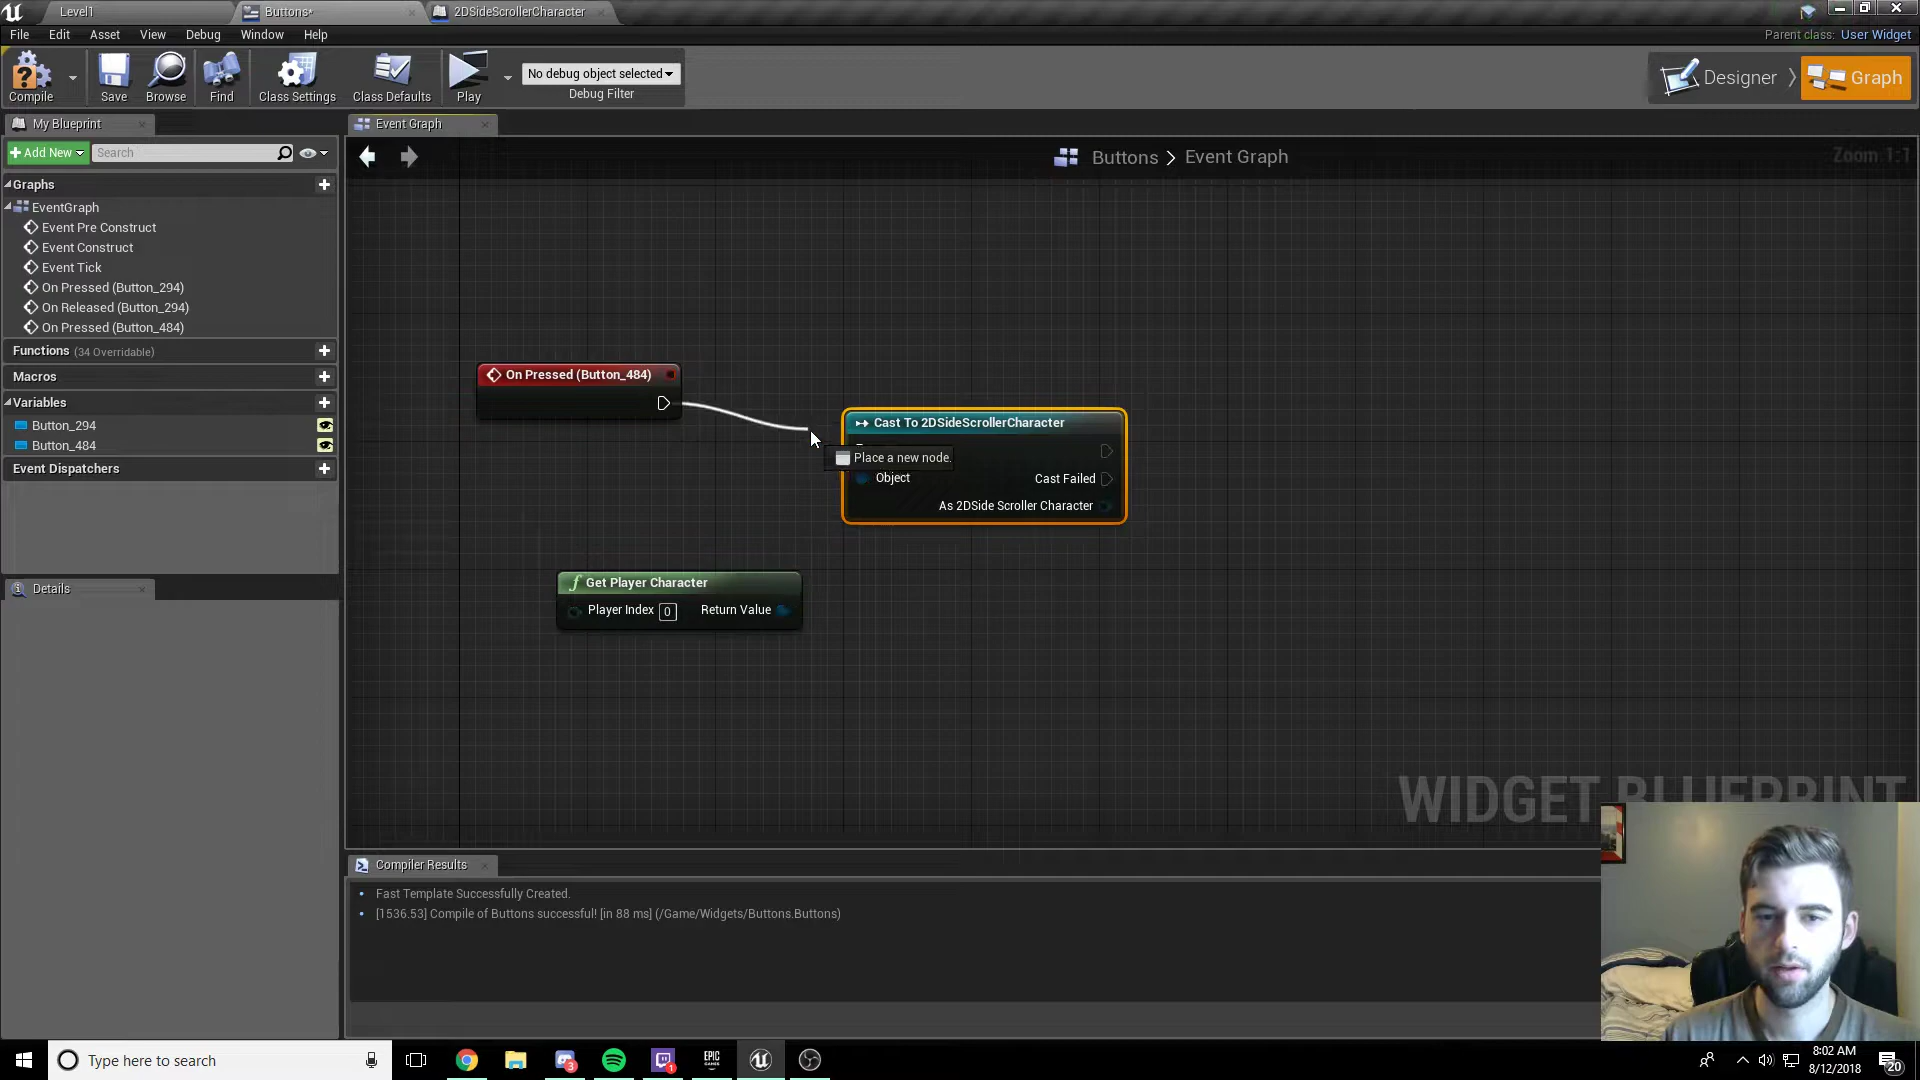 Level1
Buttons*
2DSideScrollerCharacter
File
Edit
Asset
View
Debug
Window
Help
Parent class: User Widget
Compile
Save
Browse
Find
Class Settings
Class Defaults
Play
No debug object selected
Debug Filter
Designer
Graph
My Blueprint
Event Graph
Add New
Search
Buttons > Event Graph
Zoom 1:1
Graphs
EventGraph
Event Pre Construct
Event Construct
Event Tick
On Pressed (Button_294)
On Released (Button_294)
On Pressed (Button_484)
Functions (34 Overridable)
Macros
Variables
Button_294
Button_484
Event Dispatchers
Details
On Pressed (Button_484)
Cast To 2DSideScrollerCharacter
Place a new node.
Object
Cast Failed
As 2DSide Scroller Character
Get Player Character
Player Index 0
Return Value
WIDGET BLUEPRINT
Compiler Results
Fast Template Successfully Created.
[1536.53] Compile of Buttons successful! [in 88 ms] (/Game/Widgets/Buttons.Buttons)
Type here to search
3
1
EPIC
GAMES
8:02 AM
8/12/2018
20